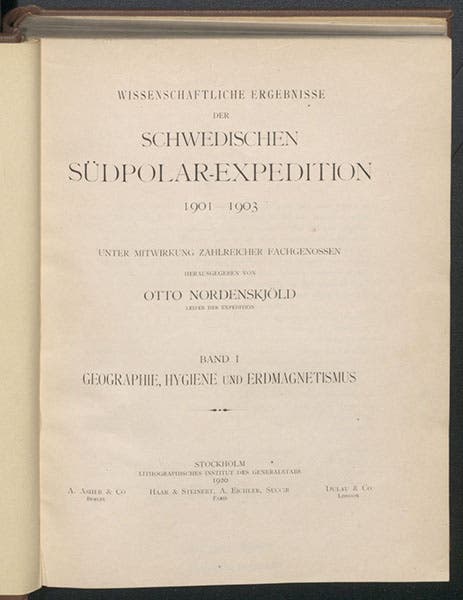 WISSENSCHAFTLICHE ERGEBNISSE
DER
SCHWEDISCHEN
SÜDPOLAR-EXPEDITION
1901—1903
UNTER MITWIRKUNG ZAHLREICHER FACHGENOSSEN
HERAUSGEGEBEN VON
OTTO NORDENSKJÖLD
LEITER DER EXPEDITION
BAND I
GEOGRAPHIE, HYGIENE UND ERDMAGNETISMUS
STOCKHOLM
LITHOGRAPHISCHES INSTITUT DES GENERALSTABS
1920
A. ASHER & Co
BERLIN
HAAR & STEINERT, A. EICHLER, SUCCR
PARIS
DULAU & Co
LONDON